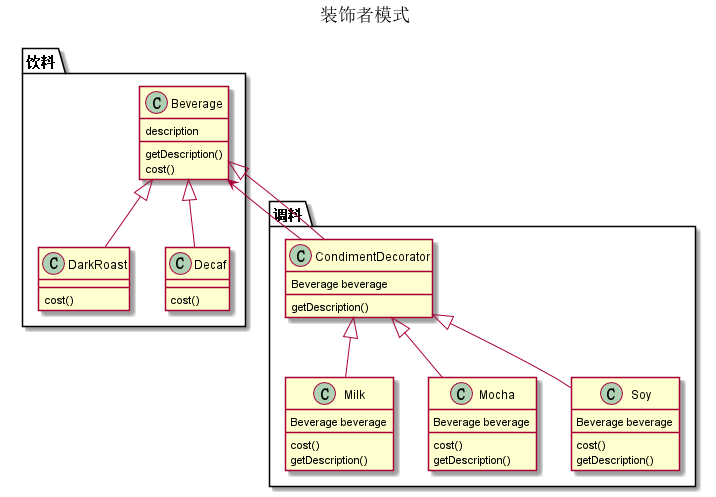 装饰者模式
饮料
C Beverage
description
getDescription()
cost()
C DarkRoast
cost()
C Decaf
cost()
调料
C CondimentDecorator
Beverage beverage
getDescription()
C Milk
Beverage beverage
cost()
getDescription()
C Mocha
Beverage beverage
cost()
getDescription()
C Soy
Beverage beverage
cost()
getDescription()